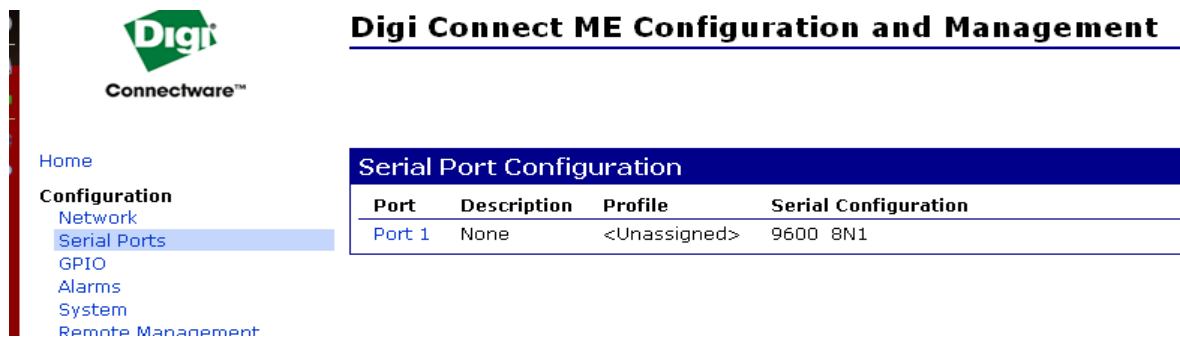 Digi
Connectware™
Digi Connect ME Configuration and Management
Home
Configuration
Network
Serial Ports
GPIO
Alarms
System
Remote Management
Serial Port Configuration
Port Description Profile Serial Configuration
Port 1 None <Unassigned> 9600 8N1